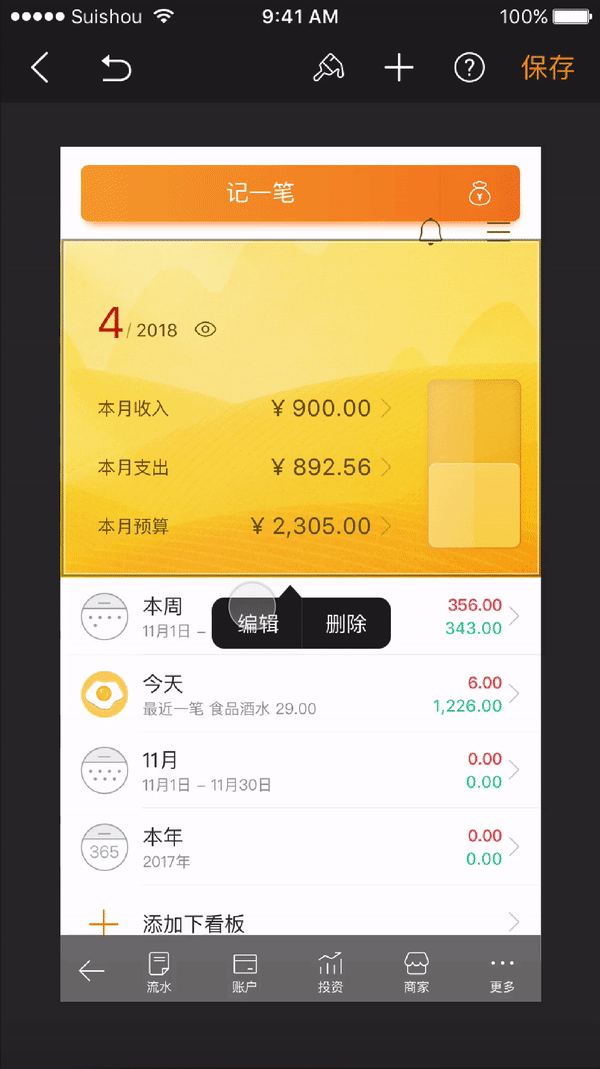 Suishou 9:41 AM 100%
保存
记一笔
4/ 2018
本月收入 ¥ 900.00
本月支出 ¥ 892.56
本月预算 ¥ 2,305.00
本周 356.00
11月1日 – 343.00
编辑 删除
今天 6.00
最近一笔 食品酒水 29.00 1,226.00
11月 0.00
11月1日 – 11月30日 0.00
本年 0.00
365
2017年 0.00
添加下看板
流水 账户 投资 商家 更多